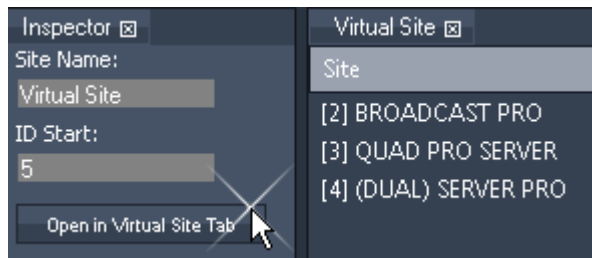 Inspector
Site Name:
Virtual Site
ID Start:
5
Open in Virtual Site Tab
Virtual Site
Site
[2] BROADCAST PRO
[3] QUAD PRO SERVER
[4] (DUAL) SERVER PRO